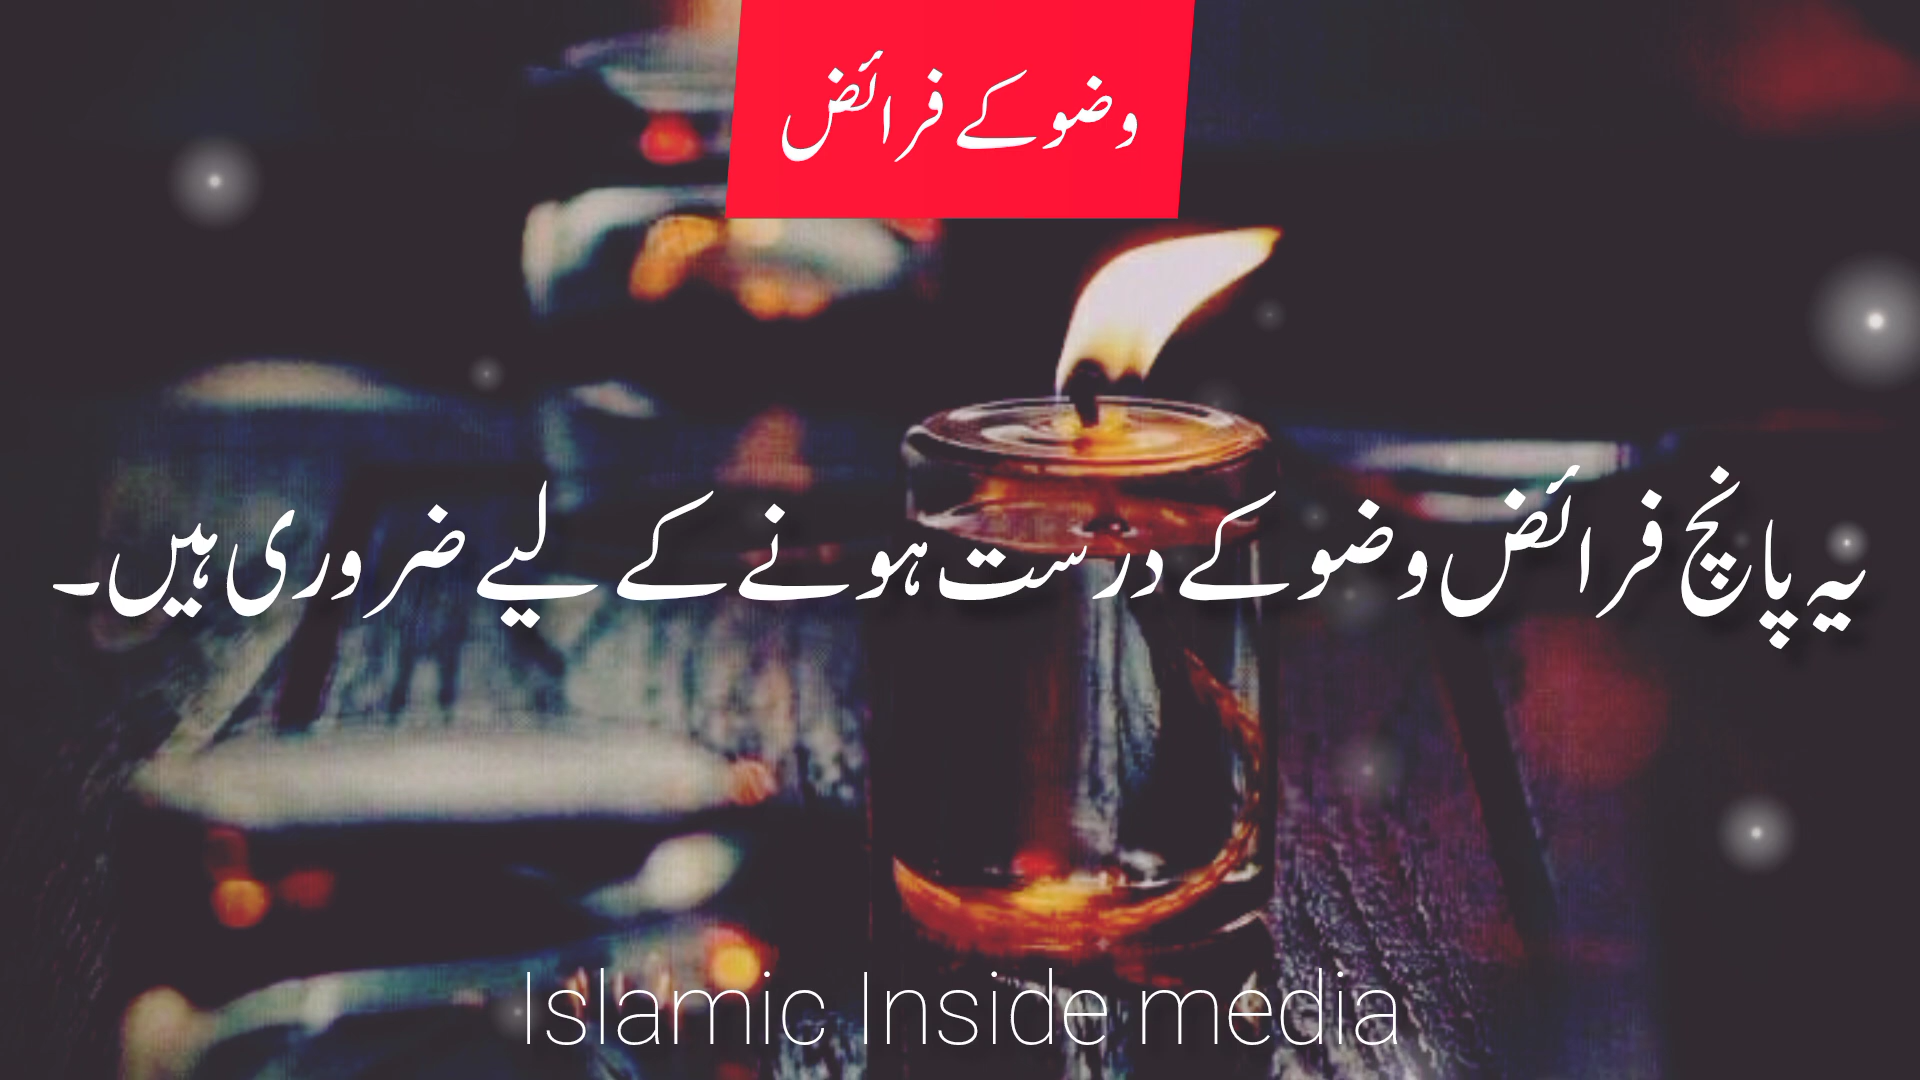 وضو کے فرائض
یہ پانچ فرائض وضو کے درست ہونے کے لیے ضروری ہیں۔
Islamic Inside media